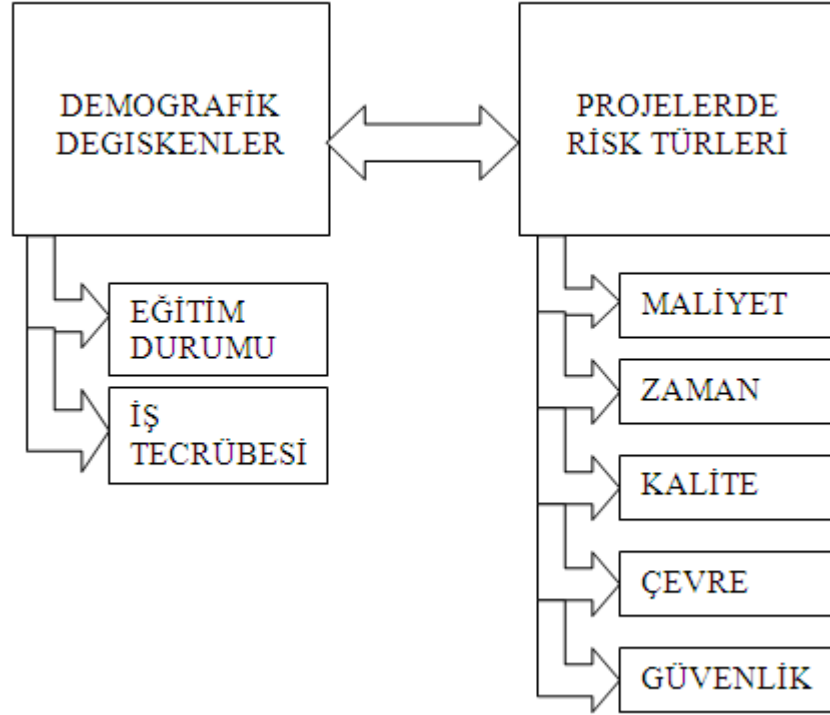 DEMOGRAFİK
DEGISKENLER
EĞİTİM
DURUMU
İŞ
TECRÜBESİ
PROJELERDE
RİSK TÜRLERİ
MALİYET
ZAMAN
KALİTE
ÇEVRE
GÜVENLİK